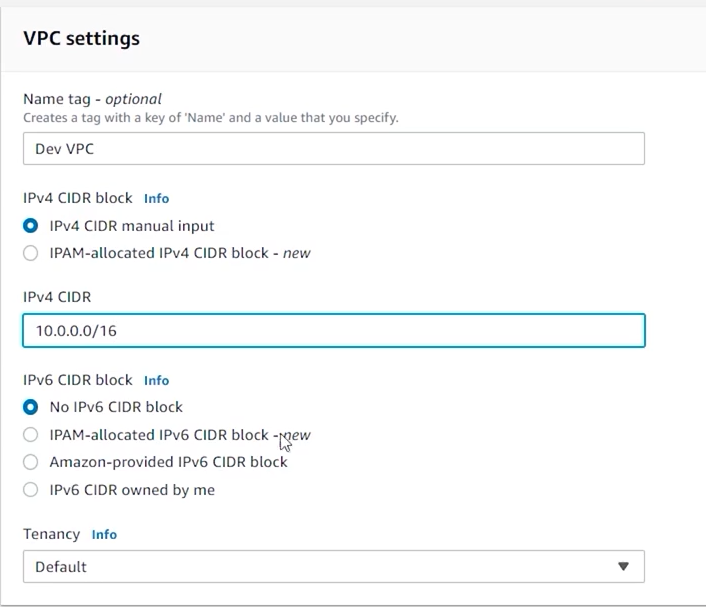 VPC settings
Name tag - optional
Creates a tag with a key of 'Name' and a value that you specify.
Dev VPC
IPv4 CIDR block Info
IPv4 CIDR manual input
IPAM-allocated IPv4 CIDR block - new
IPv4 CIDR
10.0.0.0/16
IPv6 CIDR block Info
No IPv6 CIDR block
IPAM-allocated IPv6 CIDR block - new
Amazon-provided IPv6 CIDR block
IPv6 CIDR owned by me
Tenancy Info
Default